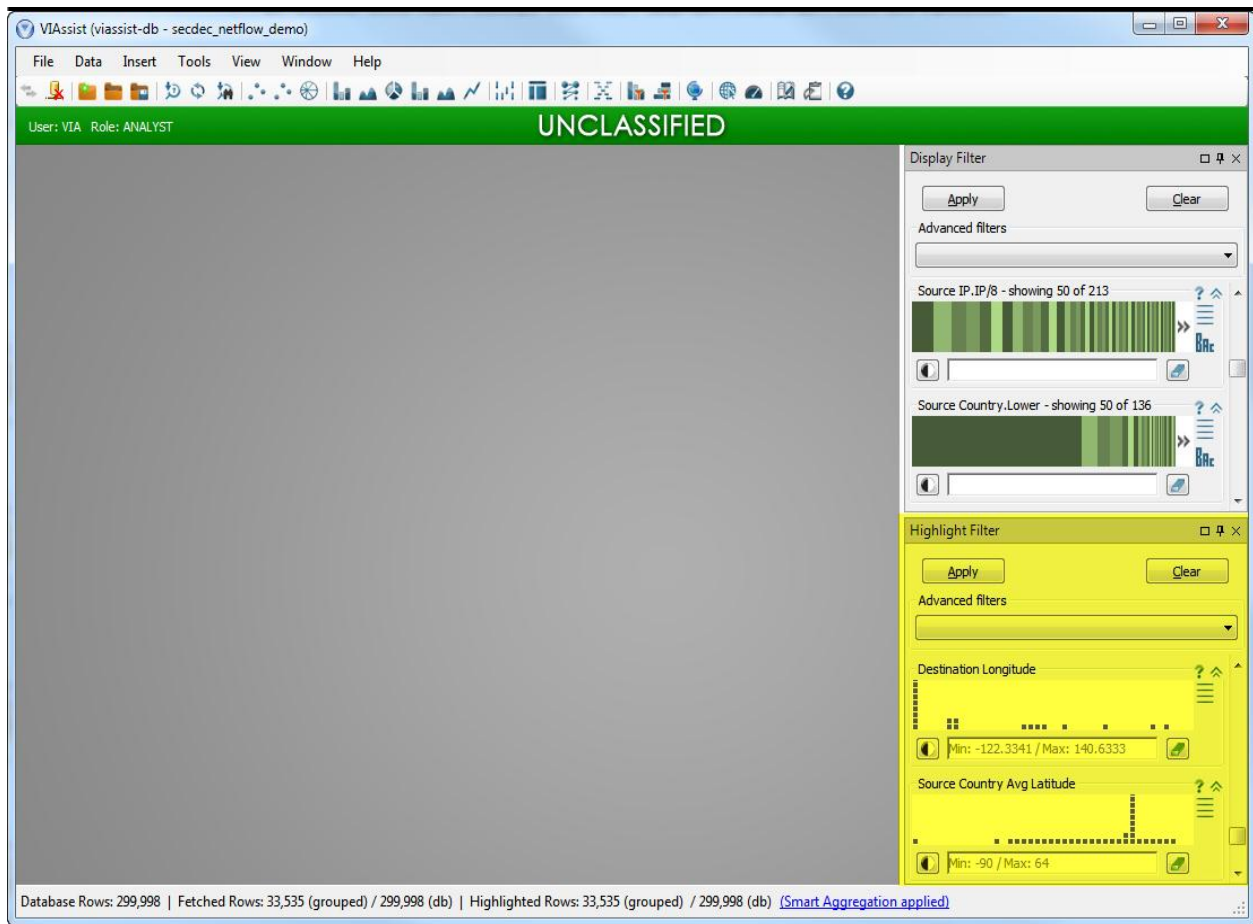 VIAssist (viassist-db - secdec_netflow_demo)
File Data Insert Tools View Window Help
User: VIA Role: ANALYST UNCLASSIFIED
Display Filter
Apply Clear
Advanced filters
Source IP.IP/8 - showing 50 of 213
BAc
Source Country.Lower - showing 50 of 136
BAc
Highlight Filter
Apply Clear
Advanced filters
Destination Longitude
Min: -122.3341 / Max: 140.6333
Source Country Avg Latitude
Min: -90 / Max: 64
Database Rows: 299,998 | Fetched Rows: 33,535 (grouped) / 299,998 (db) | Highlighted Rows: 33,535 (grouped) / 299,998 (db) (Smart Aggregation applied)